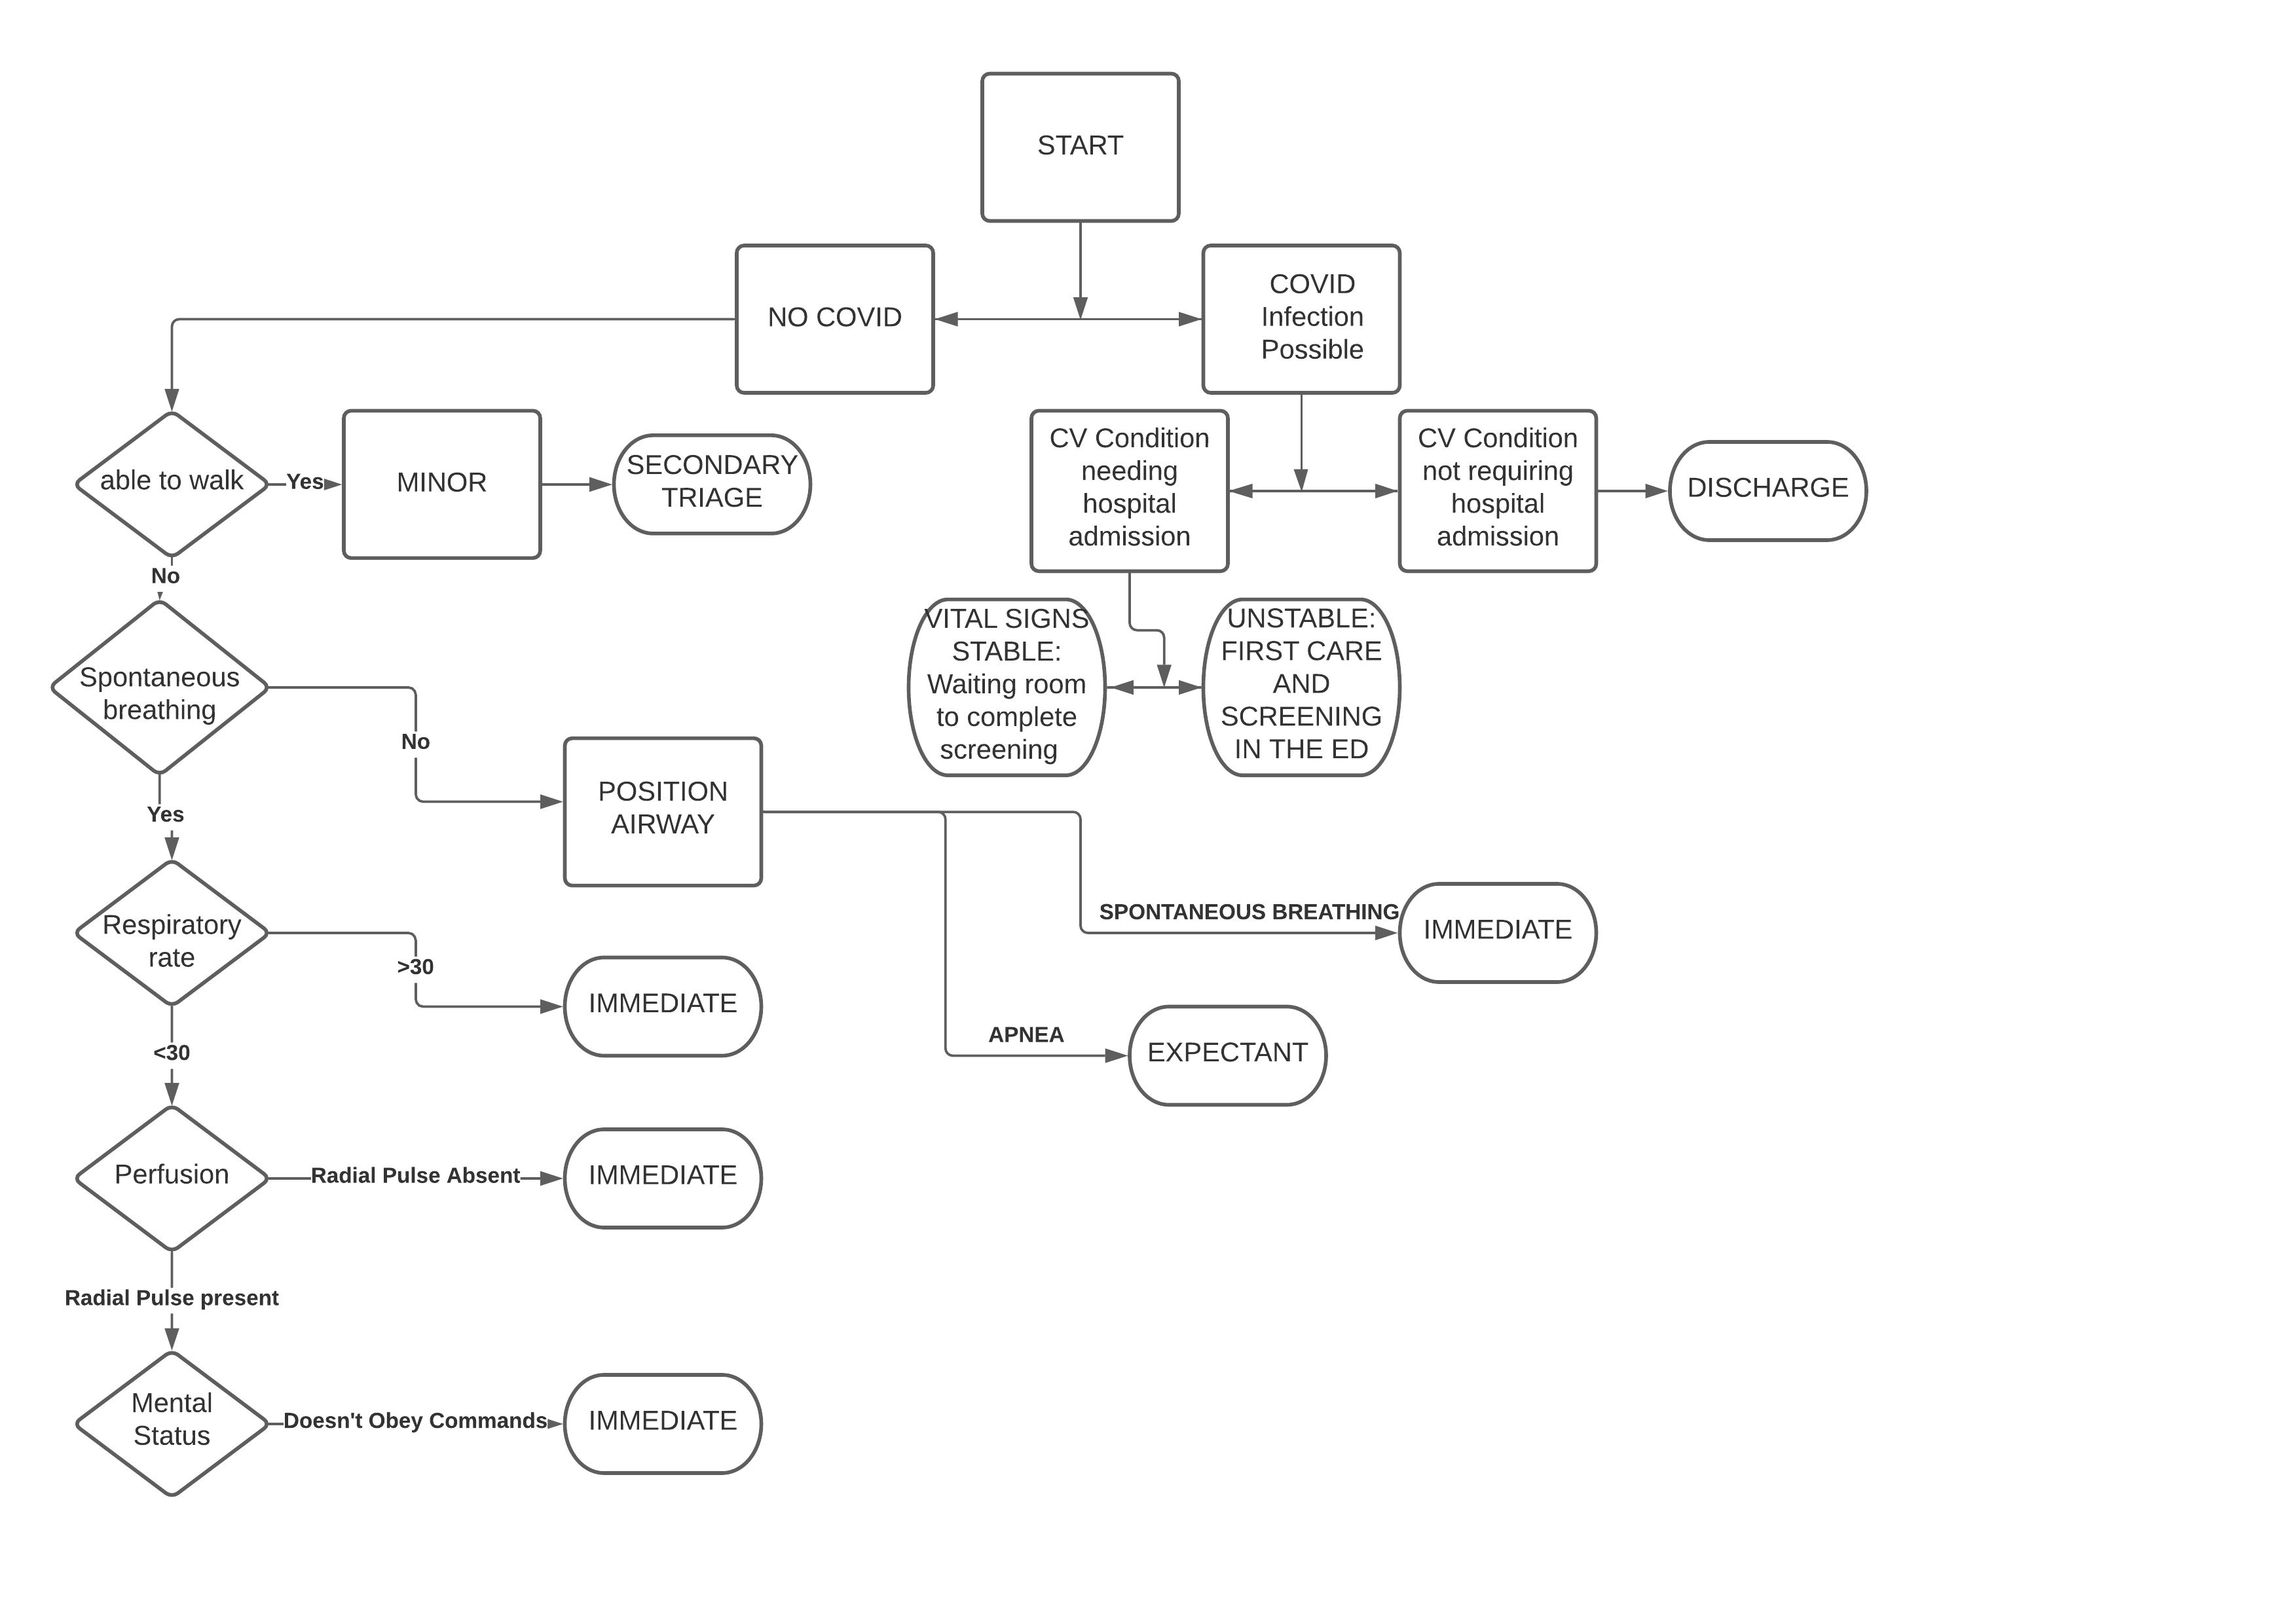 START
NO COVID
COVID
Infection
Possible
able to walk
Yes
MINOR
SECONDARY
TRIAGE
CV Condition
needing
hospital
admission
CV Condition
not requiring
hospital
admission
DISCHARGE
No
VITAL SIGNS
STABLE:
Waiting room
to complete
screening
UNSTABLE:
FIRST CARE
AND
SCREENING
IN THE ED
Spontaneous
breathing
No
POSITION
AIRWAY
Yes
SPONTANEOUS BREATHING
IMMEDIATE
Respiratory
rate
>30
IMMEDIATE
APNEA
EXPECTANT
<30
Perfusion
Radial Pulse Absent
IMMEDIATE
Radial Pulse present
Mental
Status
Doesn't Obey Commands
IMMEDIATE